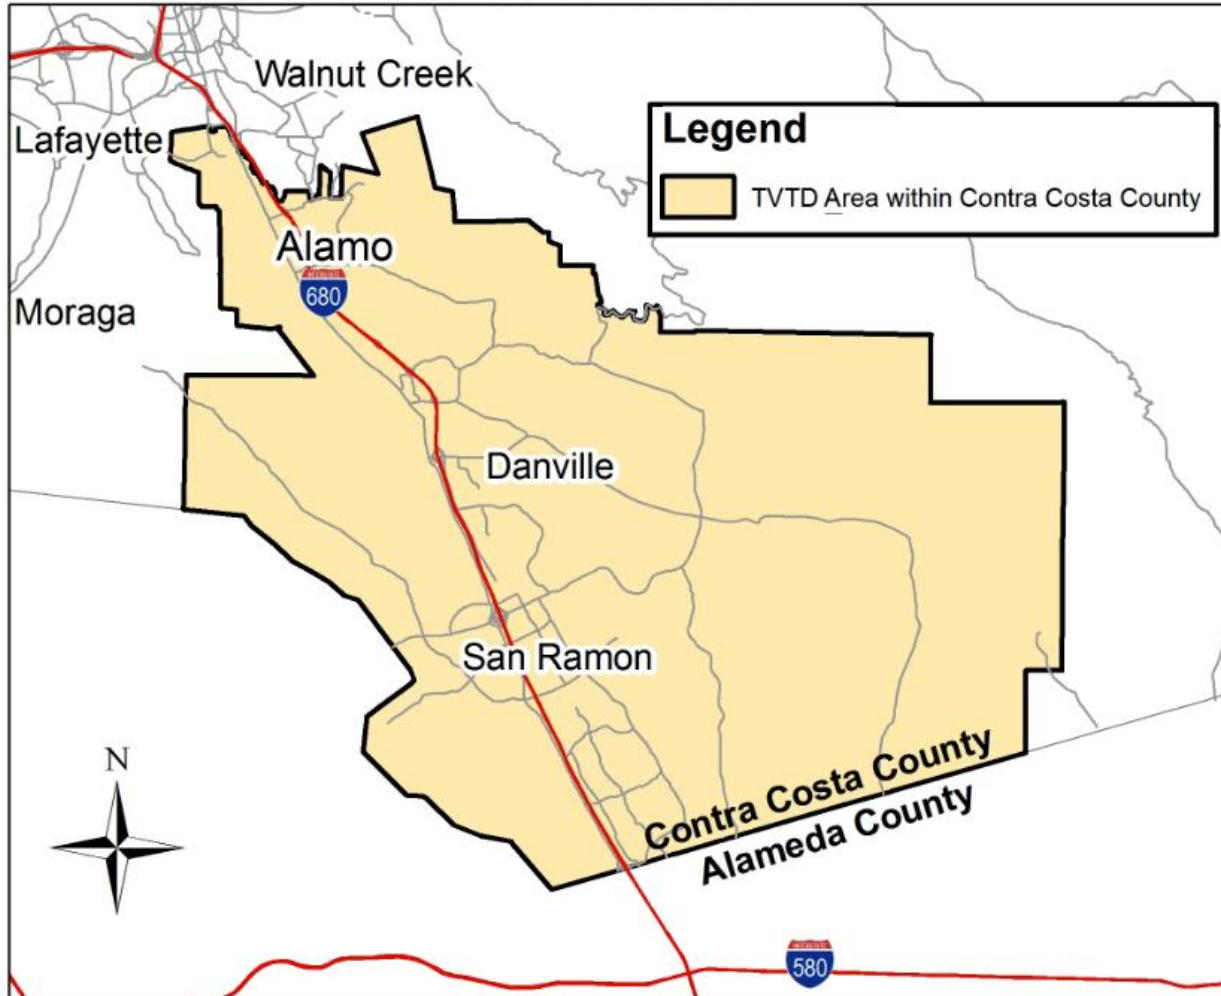 Walnut Creek
Lafayette
Legend
TVTD Area within Contra Costa County
Alamo
680
Moraga
Danville
San Ramon
N
Contra Costa County
Alameda County
580